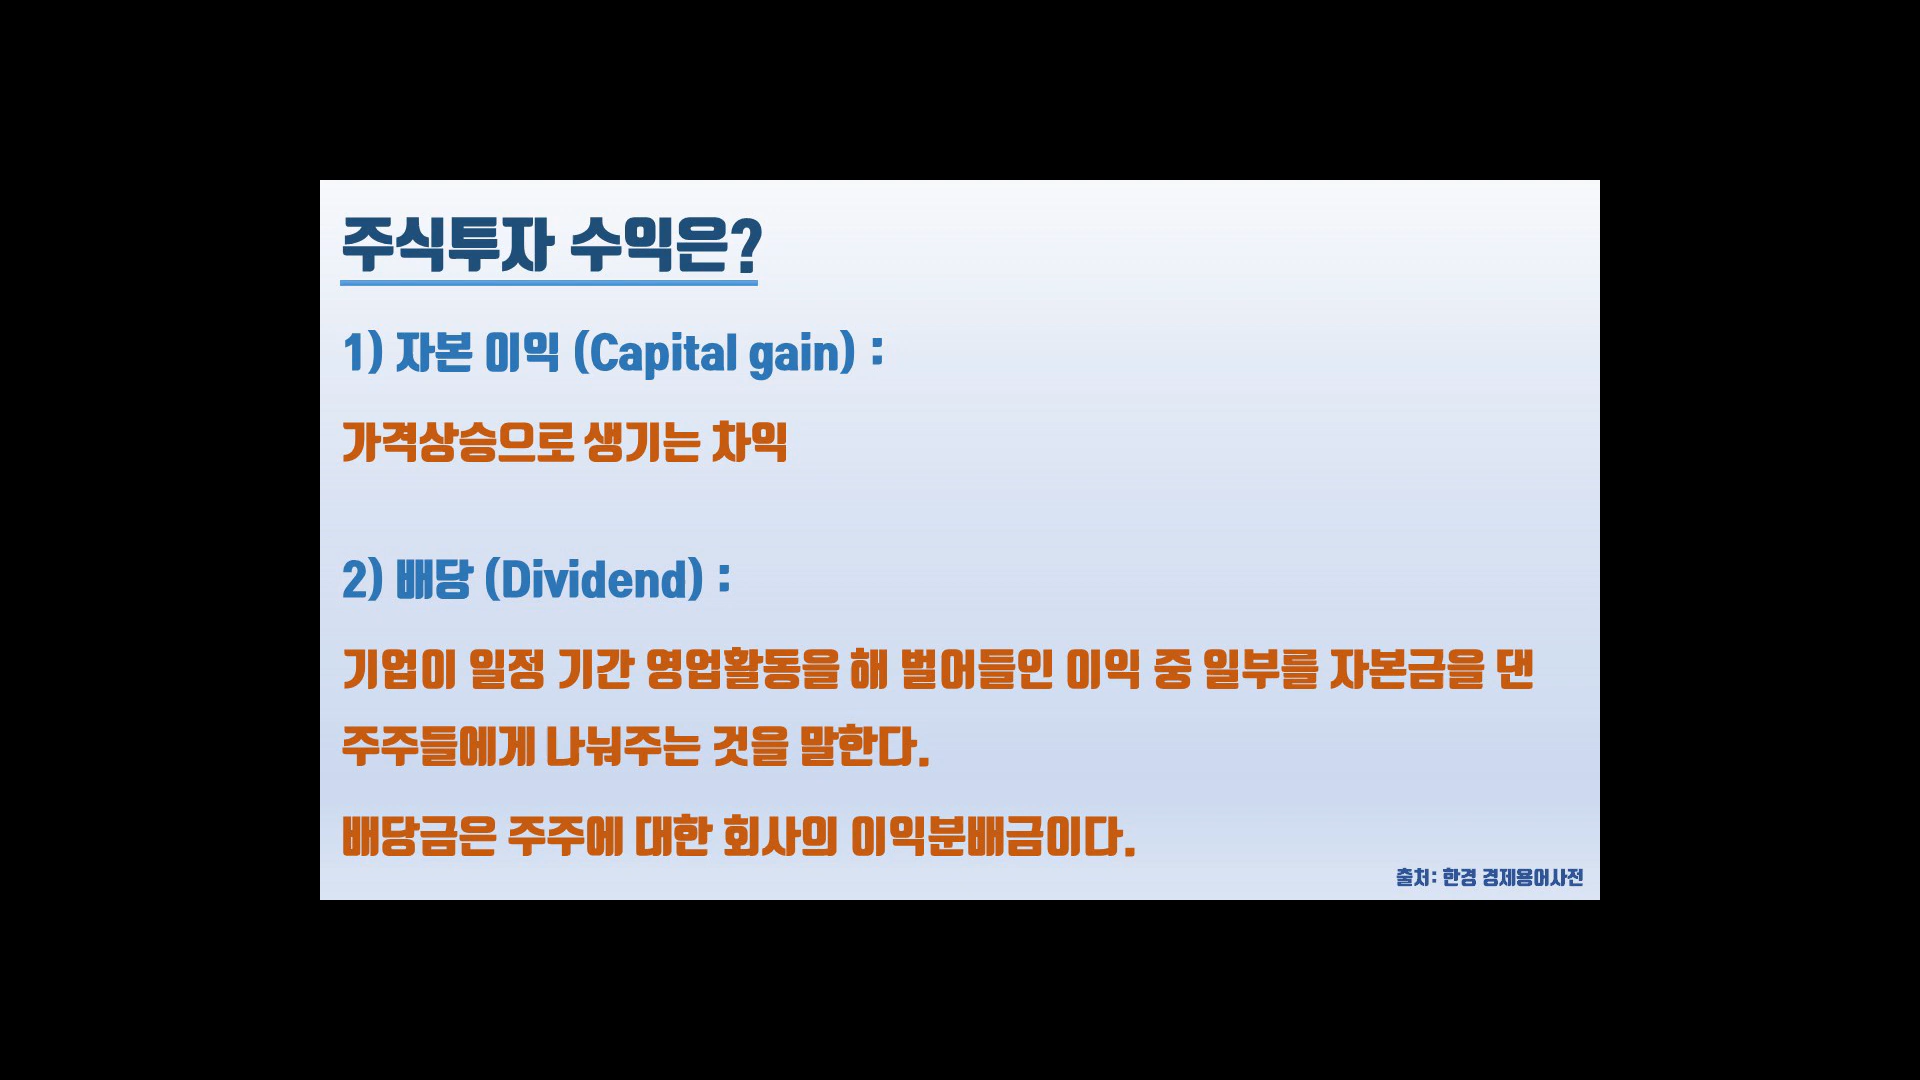 주식투자 수익은?
1) 자본 이익 (Capital gain) :
가격상승으로 생기는 차익
2) 배당 (Dividend) :
기업이 일정 기간 영업활동을 해 벌어들인 이익 중 일부를 자본금을 댄
주주들에게 나눠주는 것을 말한다.
배당금은 주주에 대한 회사의 이익분배금이다.
출처: 한경 경제용어사전